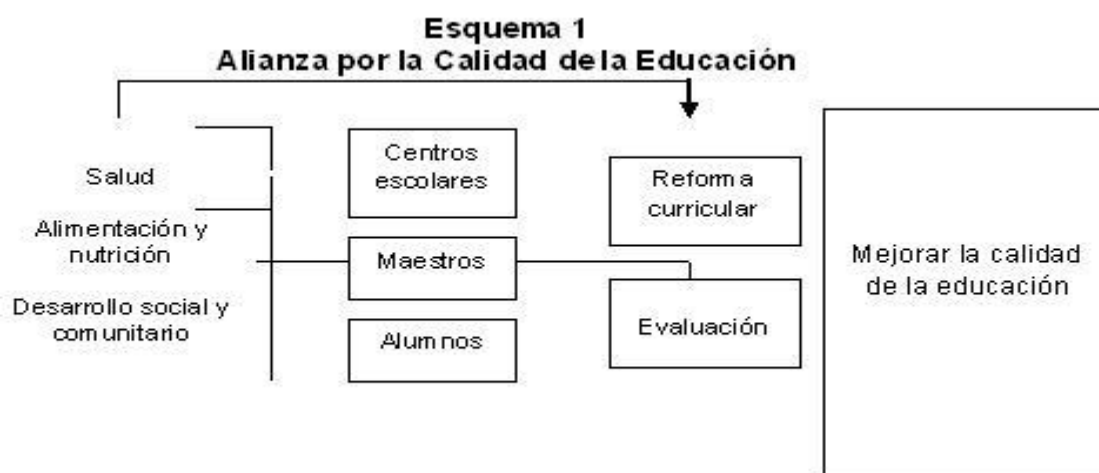 Esquema 1
Alianza por la Calidad de la Educación
Salud
Alimentación y
nutrición
Desarrollo social y
comunitario
Centros
escolares
Maestros
Alumnos
Reforma
curricular
Evaluación
Mejorar la calidad
de la educación